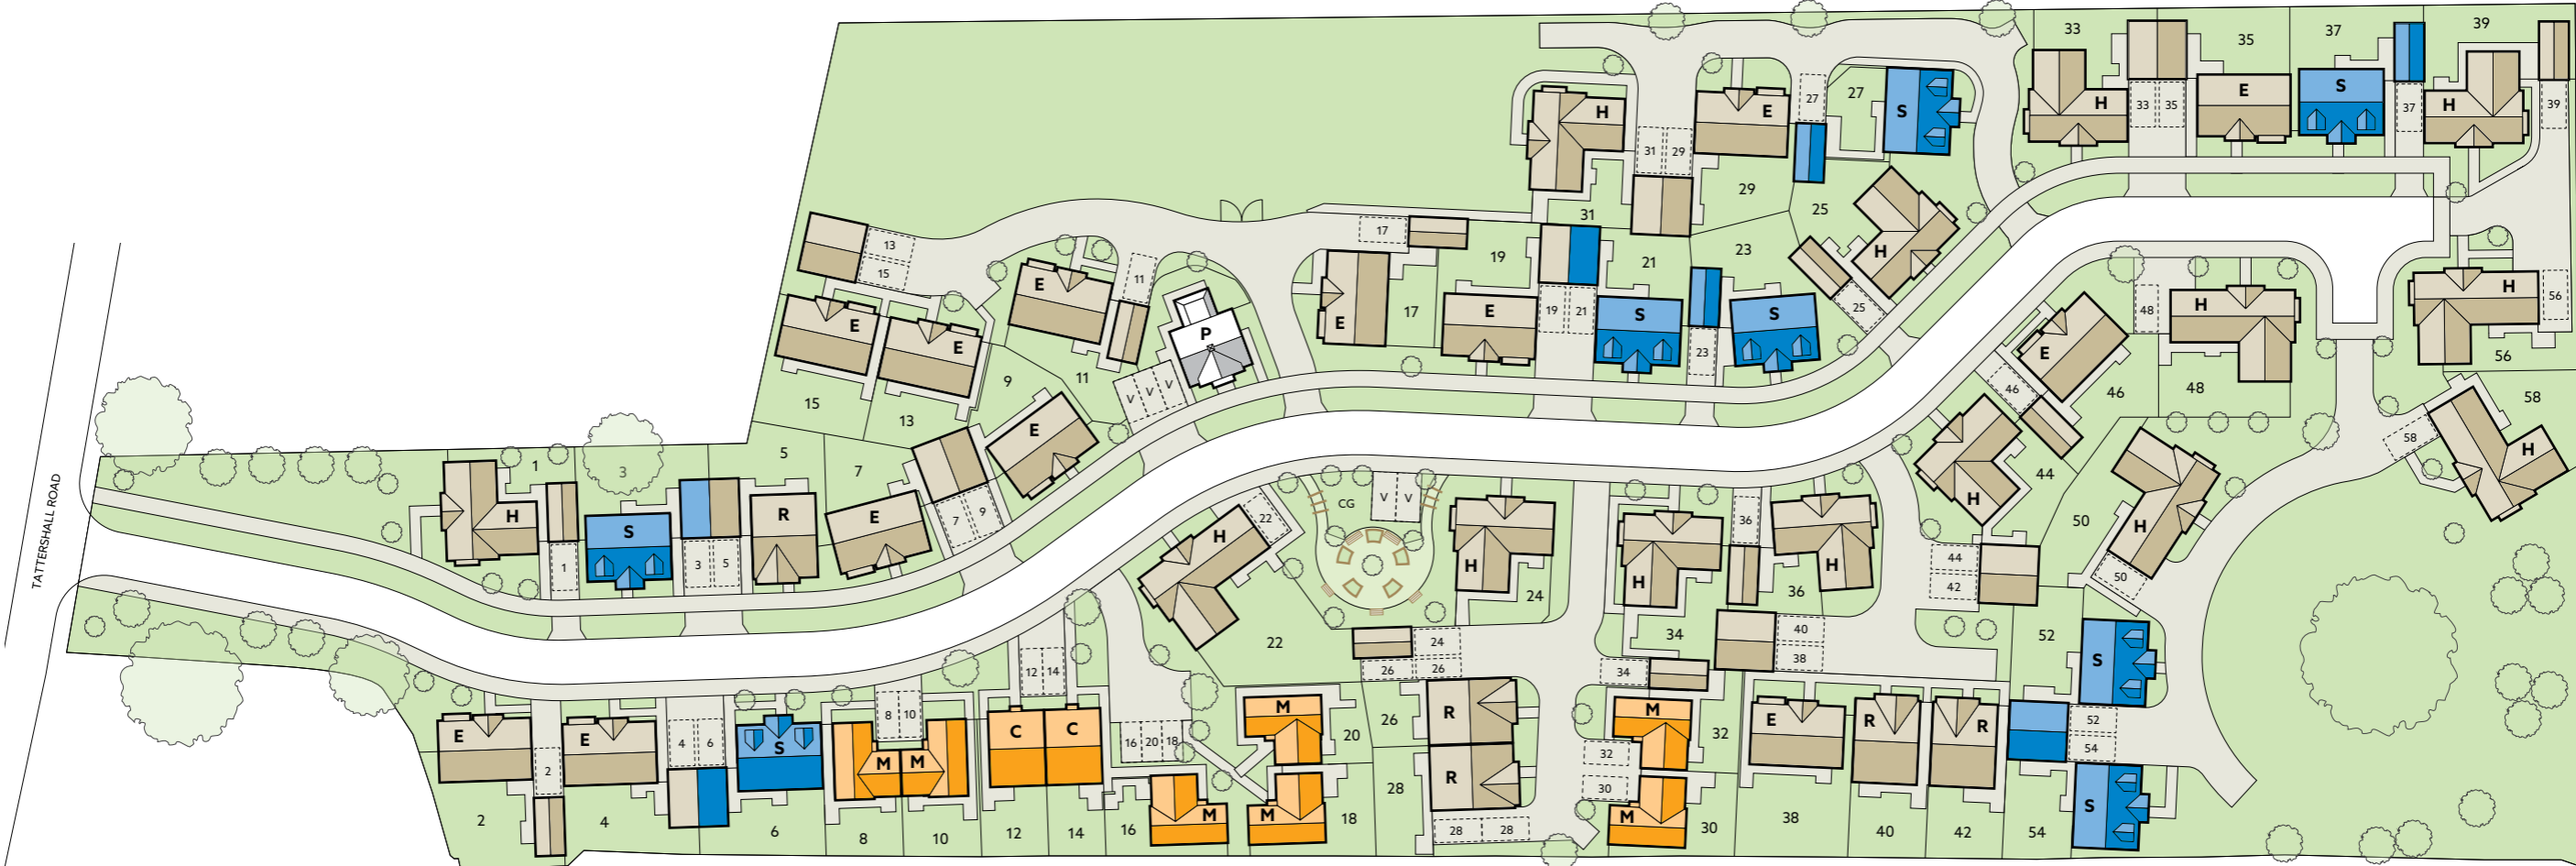 33
35
37
39
H
33
35
E
S
37
H
39
H
31
29
E
27
27
S
31
29
25
H
25
13
15
E
E
15
13
E
11
11
9
P
V
V
V
17
E
17
19
E
19
21
21
S
23
23
S
E
46
46
48
H
48
H
56
56
58
58
H
TATTERSHALL ROAD
1
H
1
3
S
3
5
5
R
7
E
7
9
E
22
H
22
CG
V
V
H
24
24
26
26
H
34
34
36
H
36
40
38
H
44
44
42
50
H
50
52
S
52
54
S
54
E
2
2
E
4
4
6
S
6
8
10
M
M
8
10
12
14
C
C
12
14
16
20
18
M
20
M
16
M
18
26
R
28
R
28
28
M
32
32
30
M
30
E
38
R
40
R
42